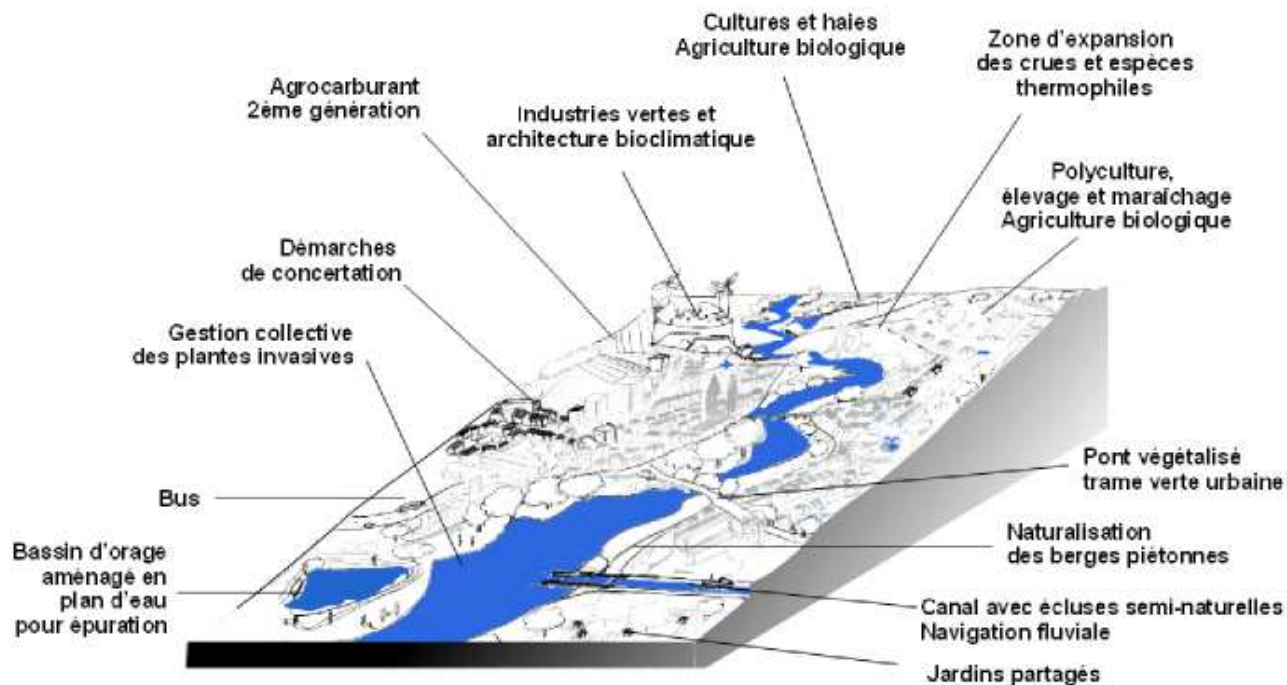 Cultures et haies
Agriculture biologique
Zone d'expansion
des crues et espèces
thermophiles
Agrocarburant
2ème génération
Industries vertes et
architecture bioclimatique
Polyculture,
élevage et maraîchage
Agriculture biologique
Démarches
de concertation
Gestion collective
des plantes invasives
Pont végétalisé
trame verte urbaine
Bus
Naturalisation
des berges piétonnes
Bassin d'orage
aménagé en
plan d'eau
pour épuration
Canal avec écluses semi-naturelles
Navigation fluviale
Jardins partagés